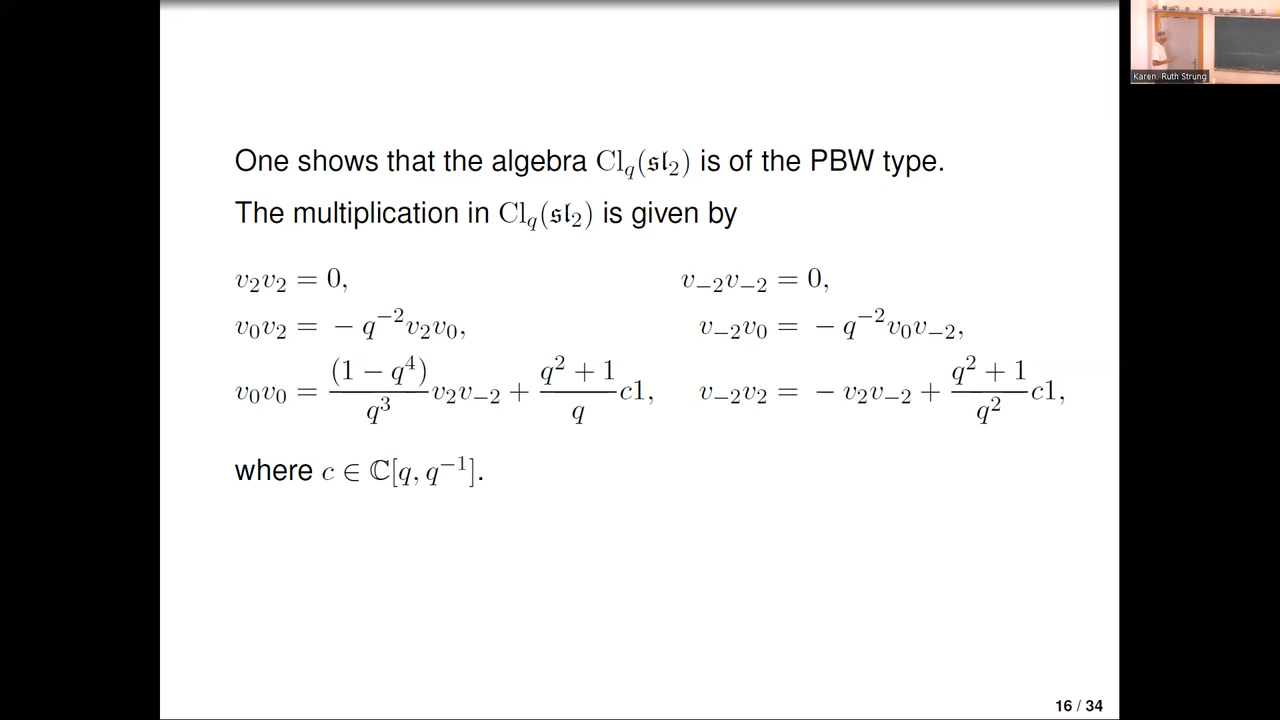 Karen Ruth Strung
One shows that the algebra Cl_q(𝔰𝔩₂) is of the PBW type.
The multiplication in Cl_q(𝔰𝔩₂) is given by
v₂v₂ = 0, v₋₂v₋₂ = 0,
v₀v₂ = − q⁻²v₂v₀, v₋₂v₀ = − q⁻²v₀v₋₂,
v₀v₀ = (1 − q⁴)/q³ v₂v₋₂ + (q² + 1)/q c1, v₋₂v₂ = − v₂v₋₂ + (q² + 1)/q² c1,
where c ∈ ℂ[q, q⁻¹].
16 / 34